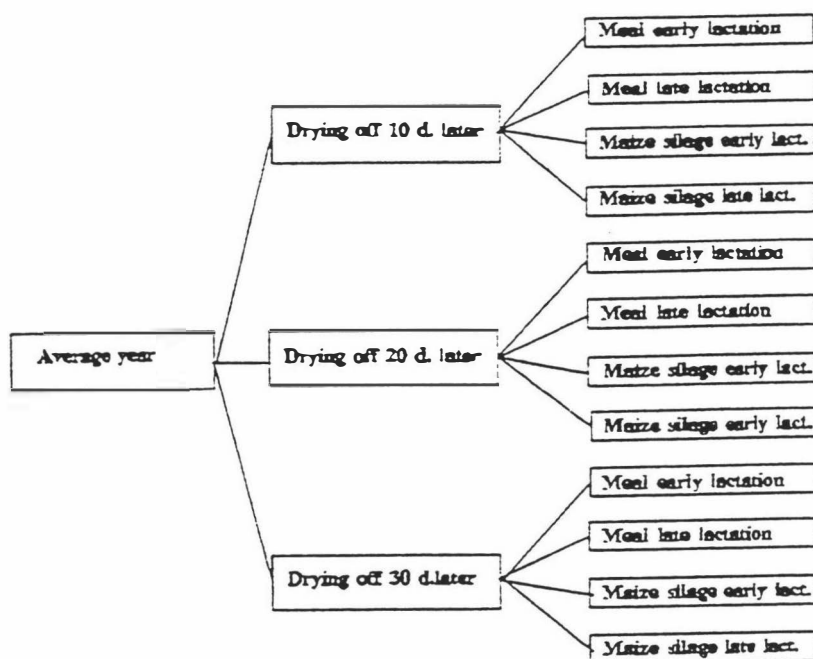 Meal early lactation
Meal late lactation
Drying off 10 d. later
Maize silage early lact.
Maize silage late lact.
Meal early lactation
Meal late lactation
Average year
Drying off 20 d. later
Maize silage early lact.
Maize silage early lact.
Meal early lactation
Meal late lactation
Drying off 30 d.later
Maize silage early lact.
Maize silage late lact.